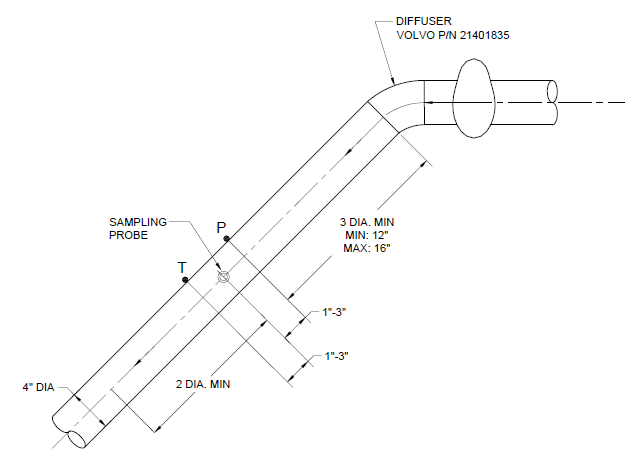 DIFFUSER
VOLVO P/N 21401835
SAMPLING
PROBE
P
T
3 DIA. MIN
MIN: 12"
MAX: 16"
1"-3"
1"-3"
2 DIA. MIN
4" DIA